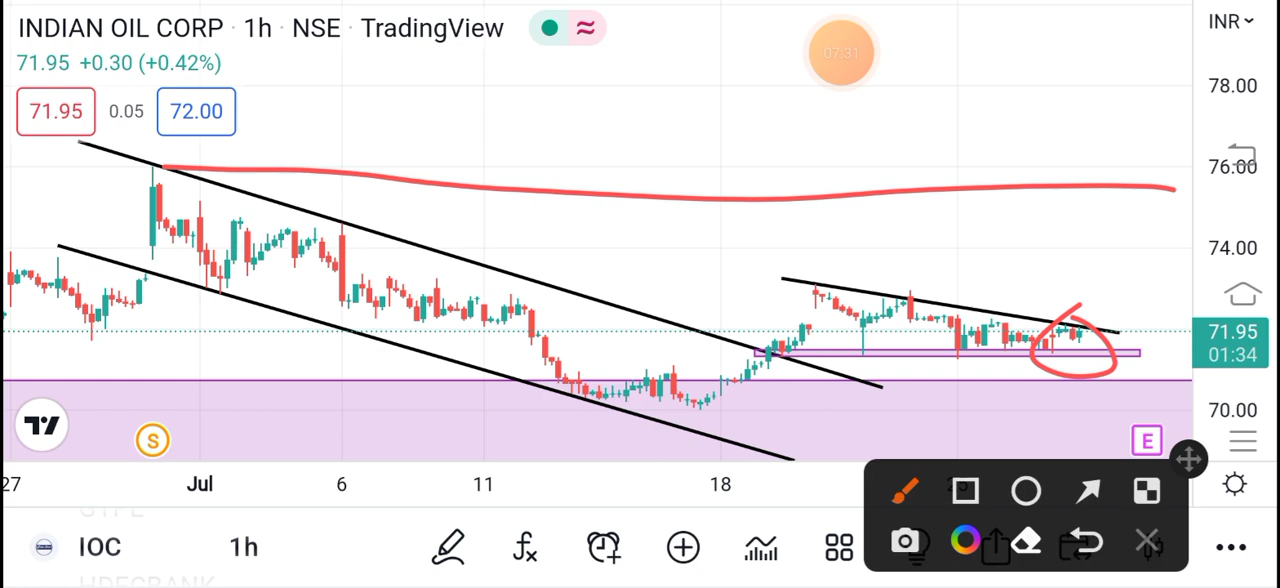 INDIAN OIL CORP · 1h · NSE · TradingView
INR
71.95 +0.30 (+0.42%)
07:31
71.95 0.05 72.00
78.00
76.00
74.00
71.95
01:34
70.00
S
E
27 Jul 6 11 18
IOC 1h